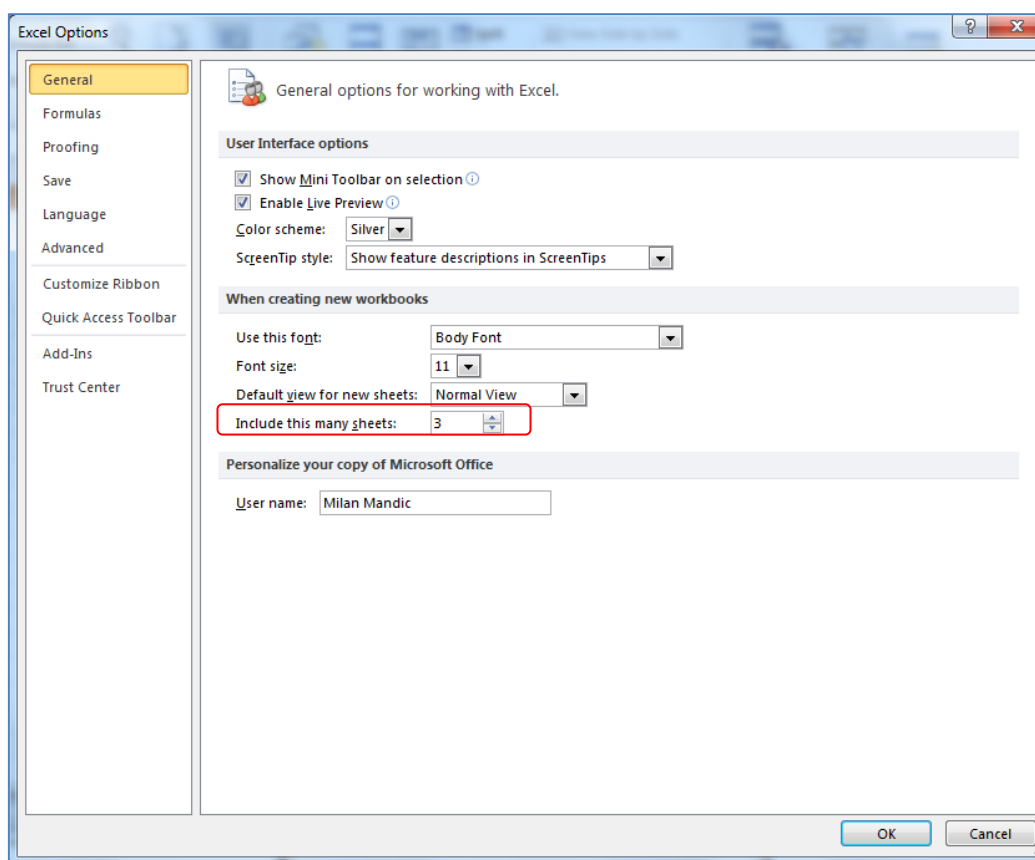 Excel Options
General
Formulas
Proofing
Save
Language
Advanced
Customize Ribbon
Quick Access Toolbar
Add-Ins
Trust Center
General options for working with Excel.
User Interface options
Show Mini Toolbar on selection
Enable Live Preview
Color scheme: Silver
ScreenTip style: Show feature descriptions in ScreenTips
When creating new workbooks
Use this font: Body Font
Font size: 11
Default view for new sheets: Normal View
Include this many sheets: 3
Personalize your copy of Microsoft Office
User name: Milan Mandic
OK Cancel